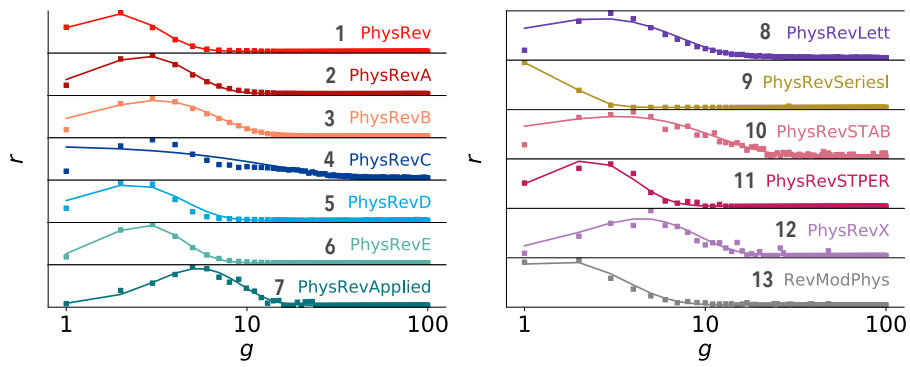 1 PhysRev
2 PhysRevA
3 PhysRevB
4 PhysRevC
5 PhysRevD
6 PhysRevE
7 PhysRevApplied
r
1 10 100
g
8 PhysRevLett
9 PhysRevSeriesI
10 PhysRevSTAB
11 PhysRevSTPER
12 PhysRevX
13 RevModPhys
r
1 10 100
g